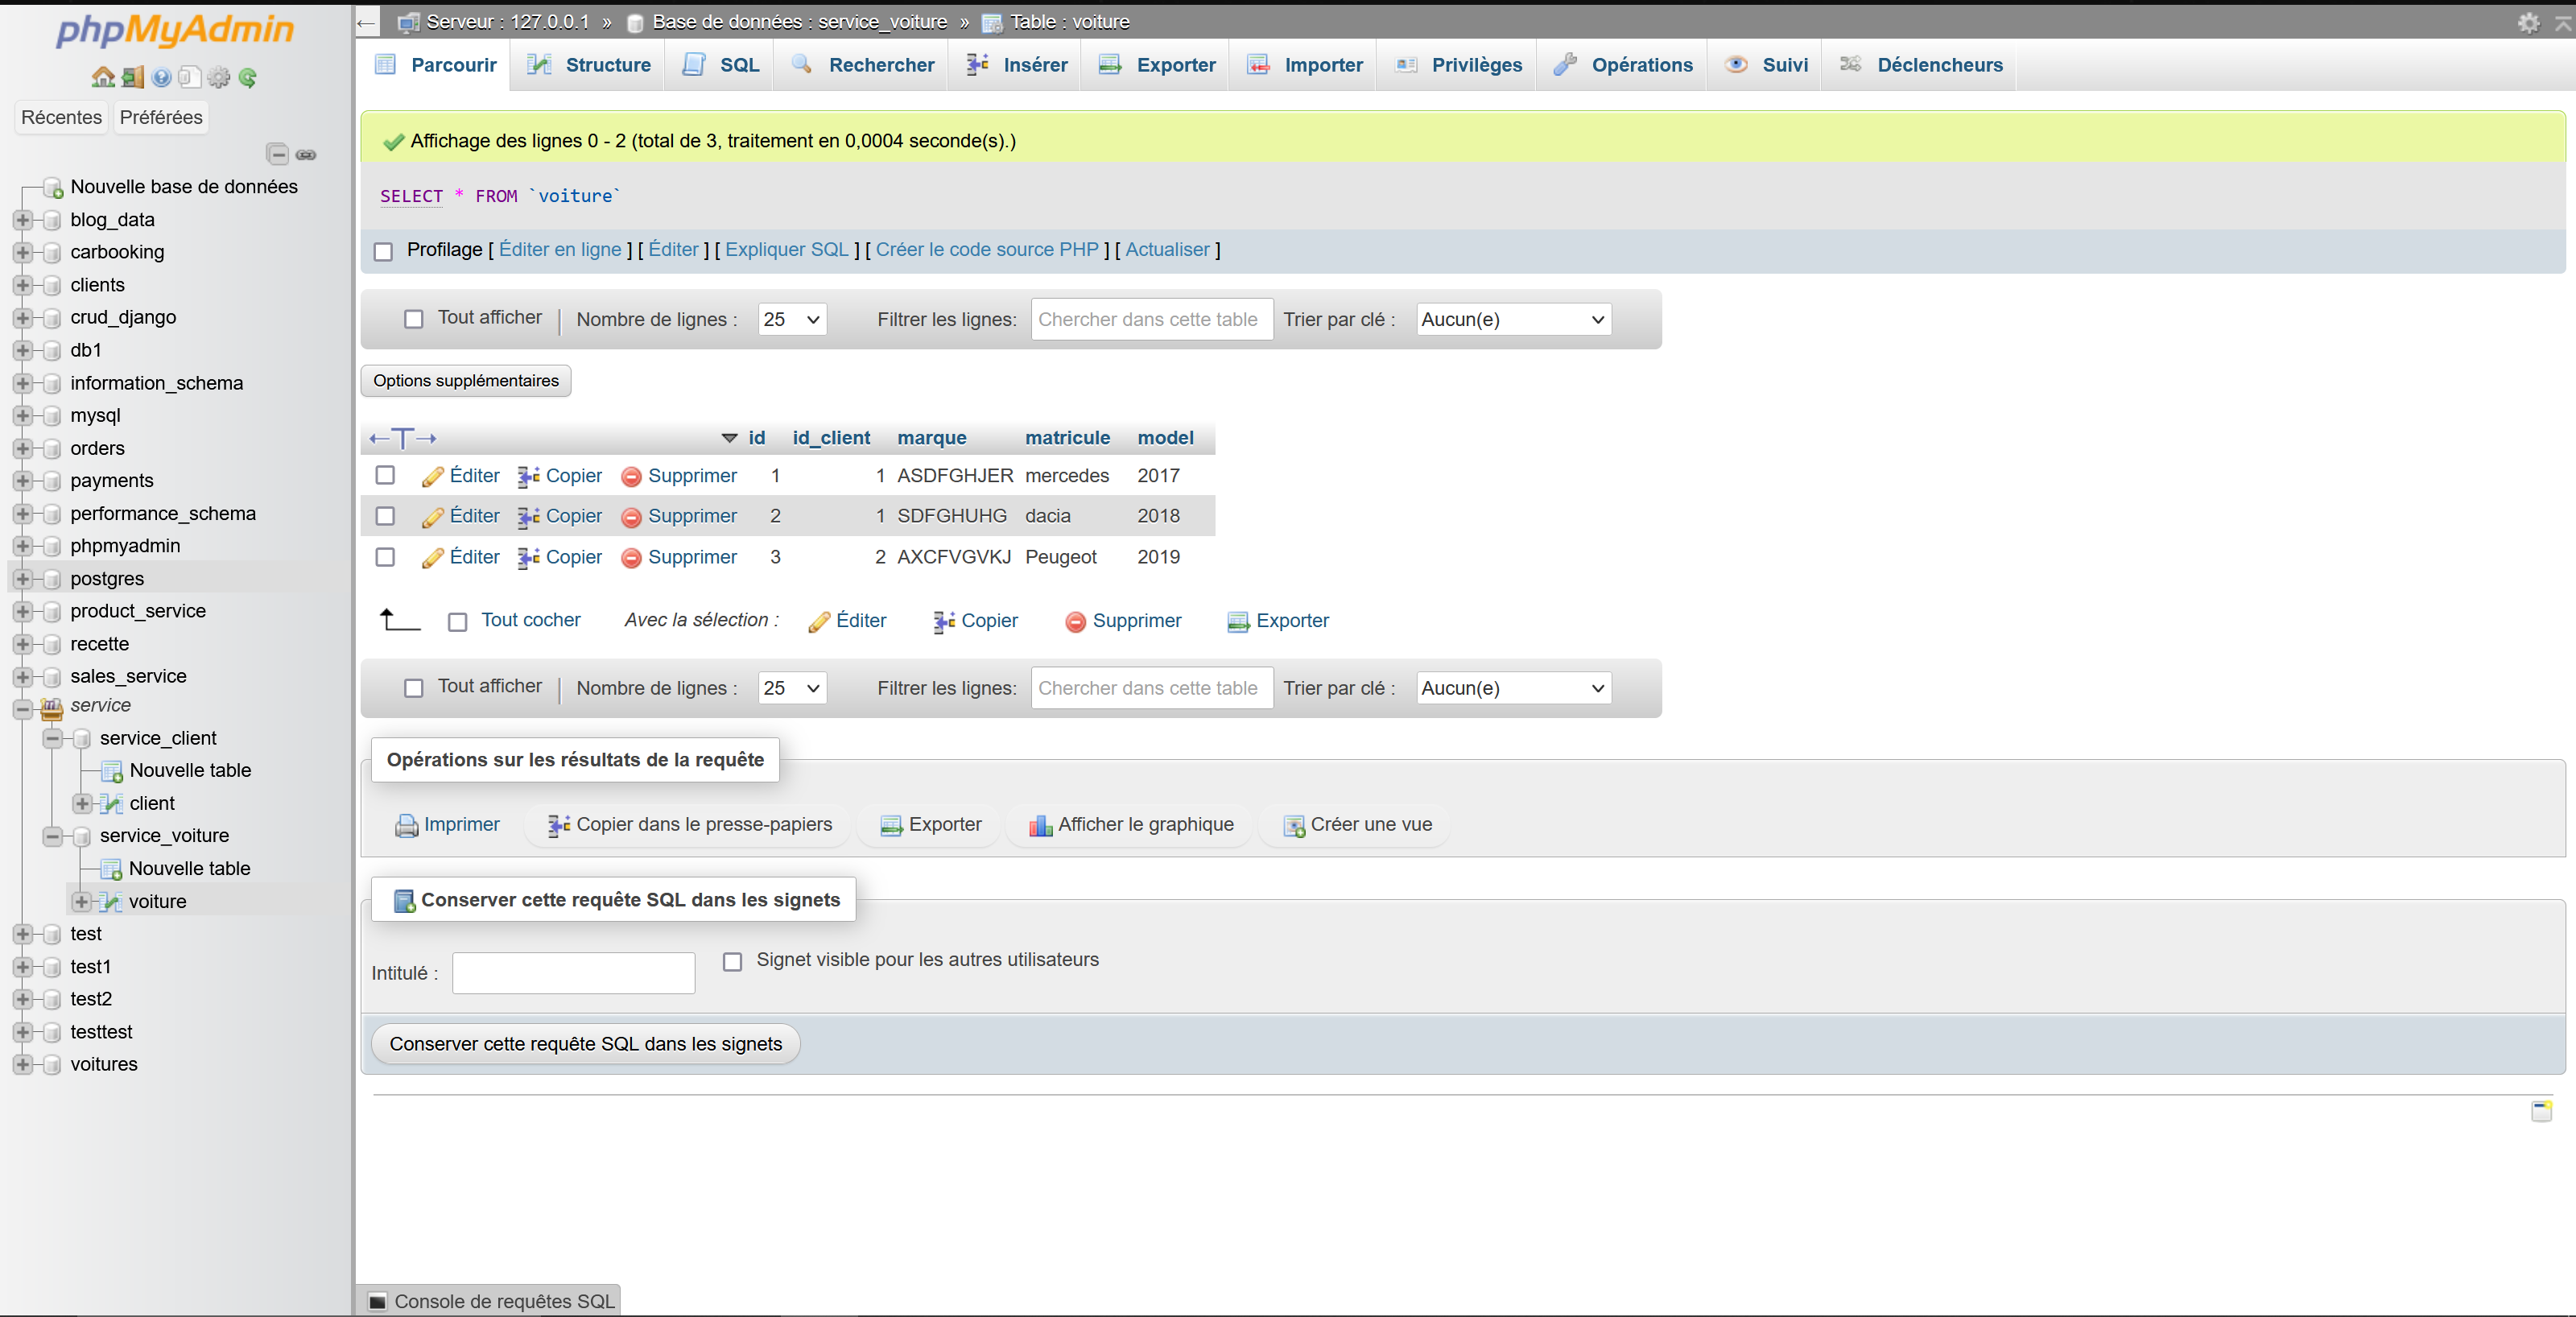 phpMyAdmin
Récentes Préférées
Nouvelle base de données
blog_data
carbooking
clients
crud_django
db1
information_schema
mysql
orders
payments
performance_schema
phpmyadmin
postgres
product_service
recette
sales_service
service
service_client
Nouvelle table
client
service_voiture
Nouvelle table
voiture
test
test1
test2
testtest
voitures
Serveur : 127.0.0.1 » Base de données : service_voiture » Table : voiture
Parcourir Structure SQL Rechercher Insérer Exporter Importer Privilèges Opérations Suivi Déclencheurs
Affichage des lignes 0 - 2 (total de 3, traitement en 0,0004 seconde(s).)
SELECT * FROM `voiture`
Profilage [ Éditer en ligne ] [ Éditer ] [ Expliquer SQL ] [ Créer le code source PHP ] [ Actualiser ]
Tout afficher | Nombre de lignes : 25 Filtrer les lignes: Chercher dans cette table Trier par clé : Aucun(e)
Options supplémentaires
←T→ id id_client marque matricule model
Éditer Copier Supprimer 1 1 ASDFGHJER mercedes 2017
Éditer Copier Supprimer 2 1 SDFGHUHG dacia 2018
Éditer Copier Supprimer 3 2 AXCFVGVKJ Peugeot 2019
Tout cocher Avec la sélection : Éditer Copier Supprimer Exporter
Tout afficher | Nombre de lignes : 25 Filtrer les lignes: Chercher dans cette table Trier par clé : Aucun(e)
Opérations sur les résultats de la requête
Imprimer Copier dans le presse-papiers Exporter Afficher le graphique Créer une vue
Conserver cette requête SQL dans les signets
Intitulé : Signet visible pour les autres utilisateurs
Conserver cette requête SQL dans les signets
Console de requêtes SQL